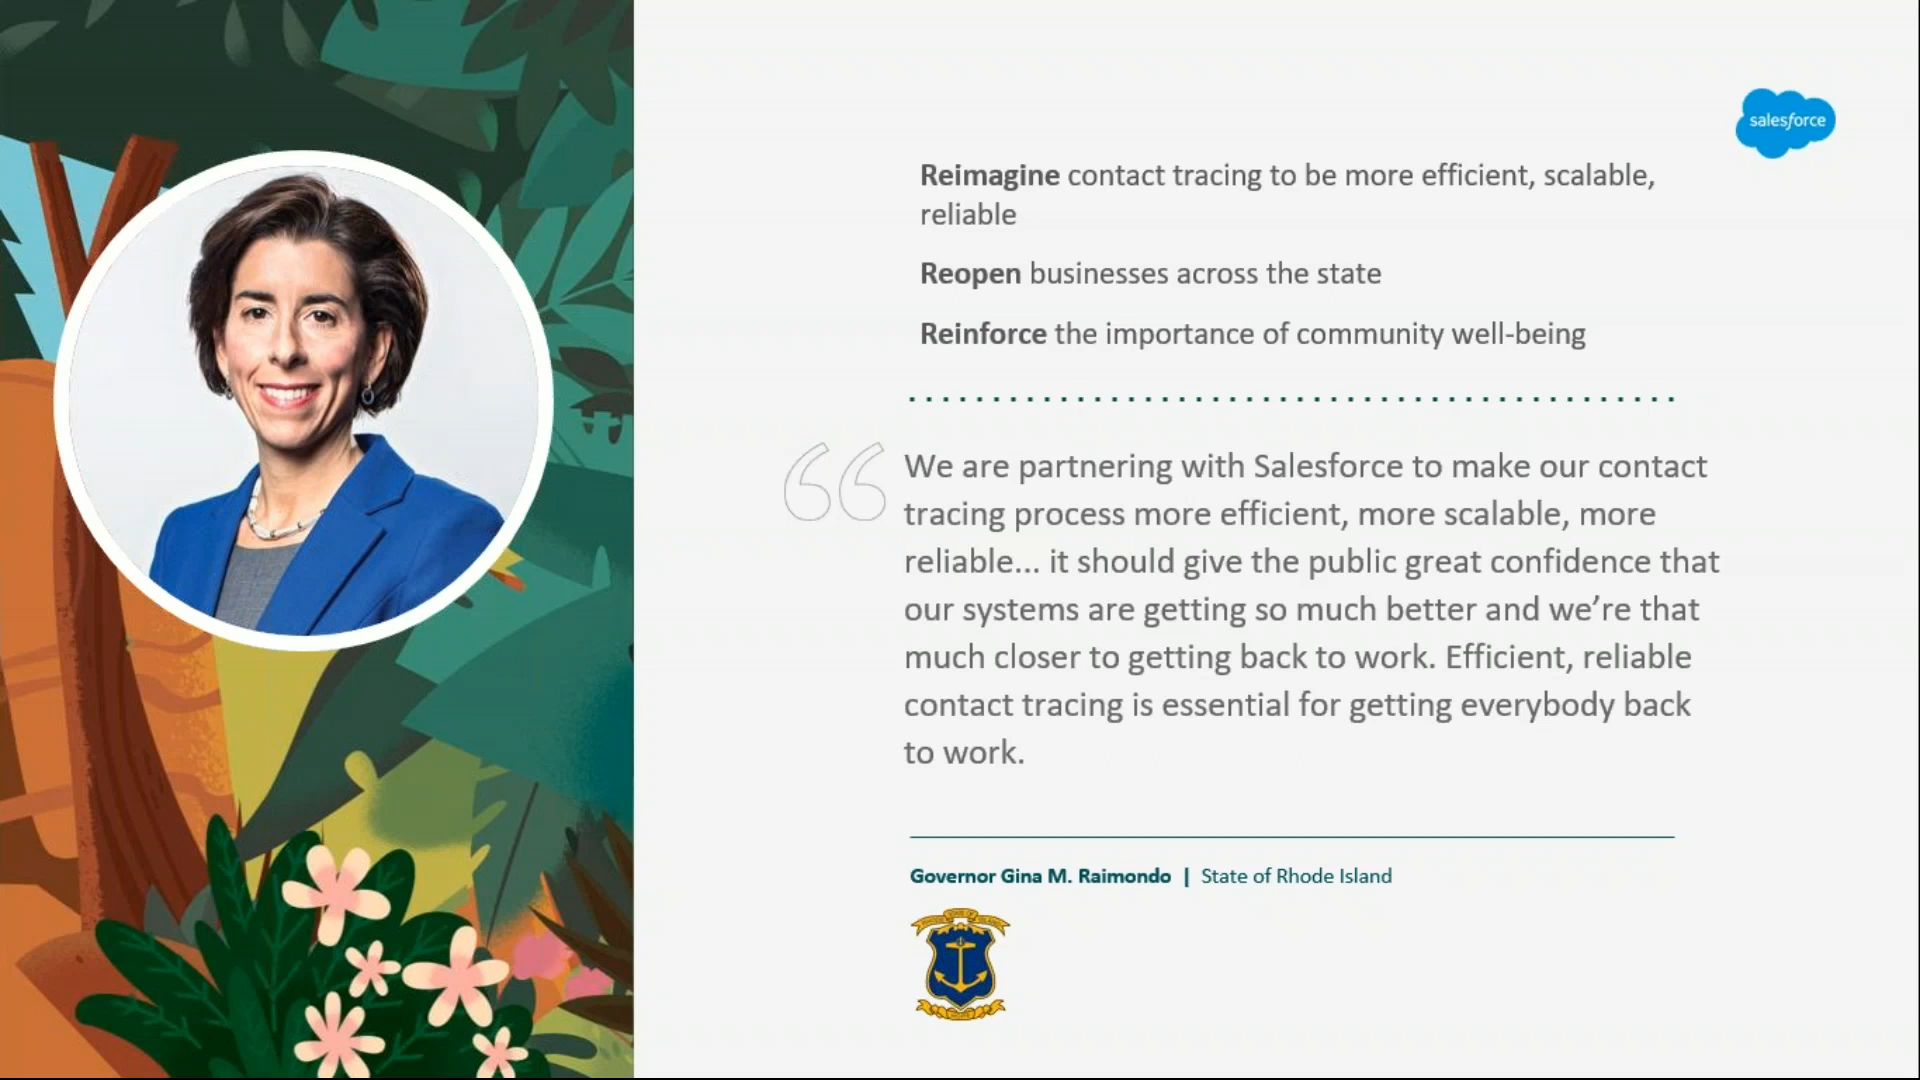 salesforce
Reimagine contact tracing to be more efficient, scalable,
reliable
Reopen businesses across the state
Reinforce the importance of community well-being
“
We are partnering with Salesforce to make our contact
tracing process more efficient, more scalable, more
reliable... it should give the public great confidence that
our systems are getting so much better and we’re that
much closer to getting back to work. Efficient, reliable
contact tracing is essential for getting everybody back
to work.
Governor Gina M. Raimondo | State of Rhode Island